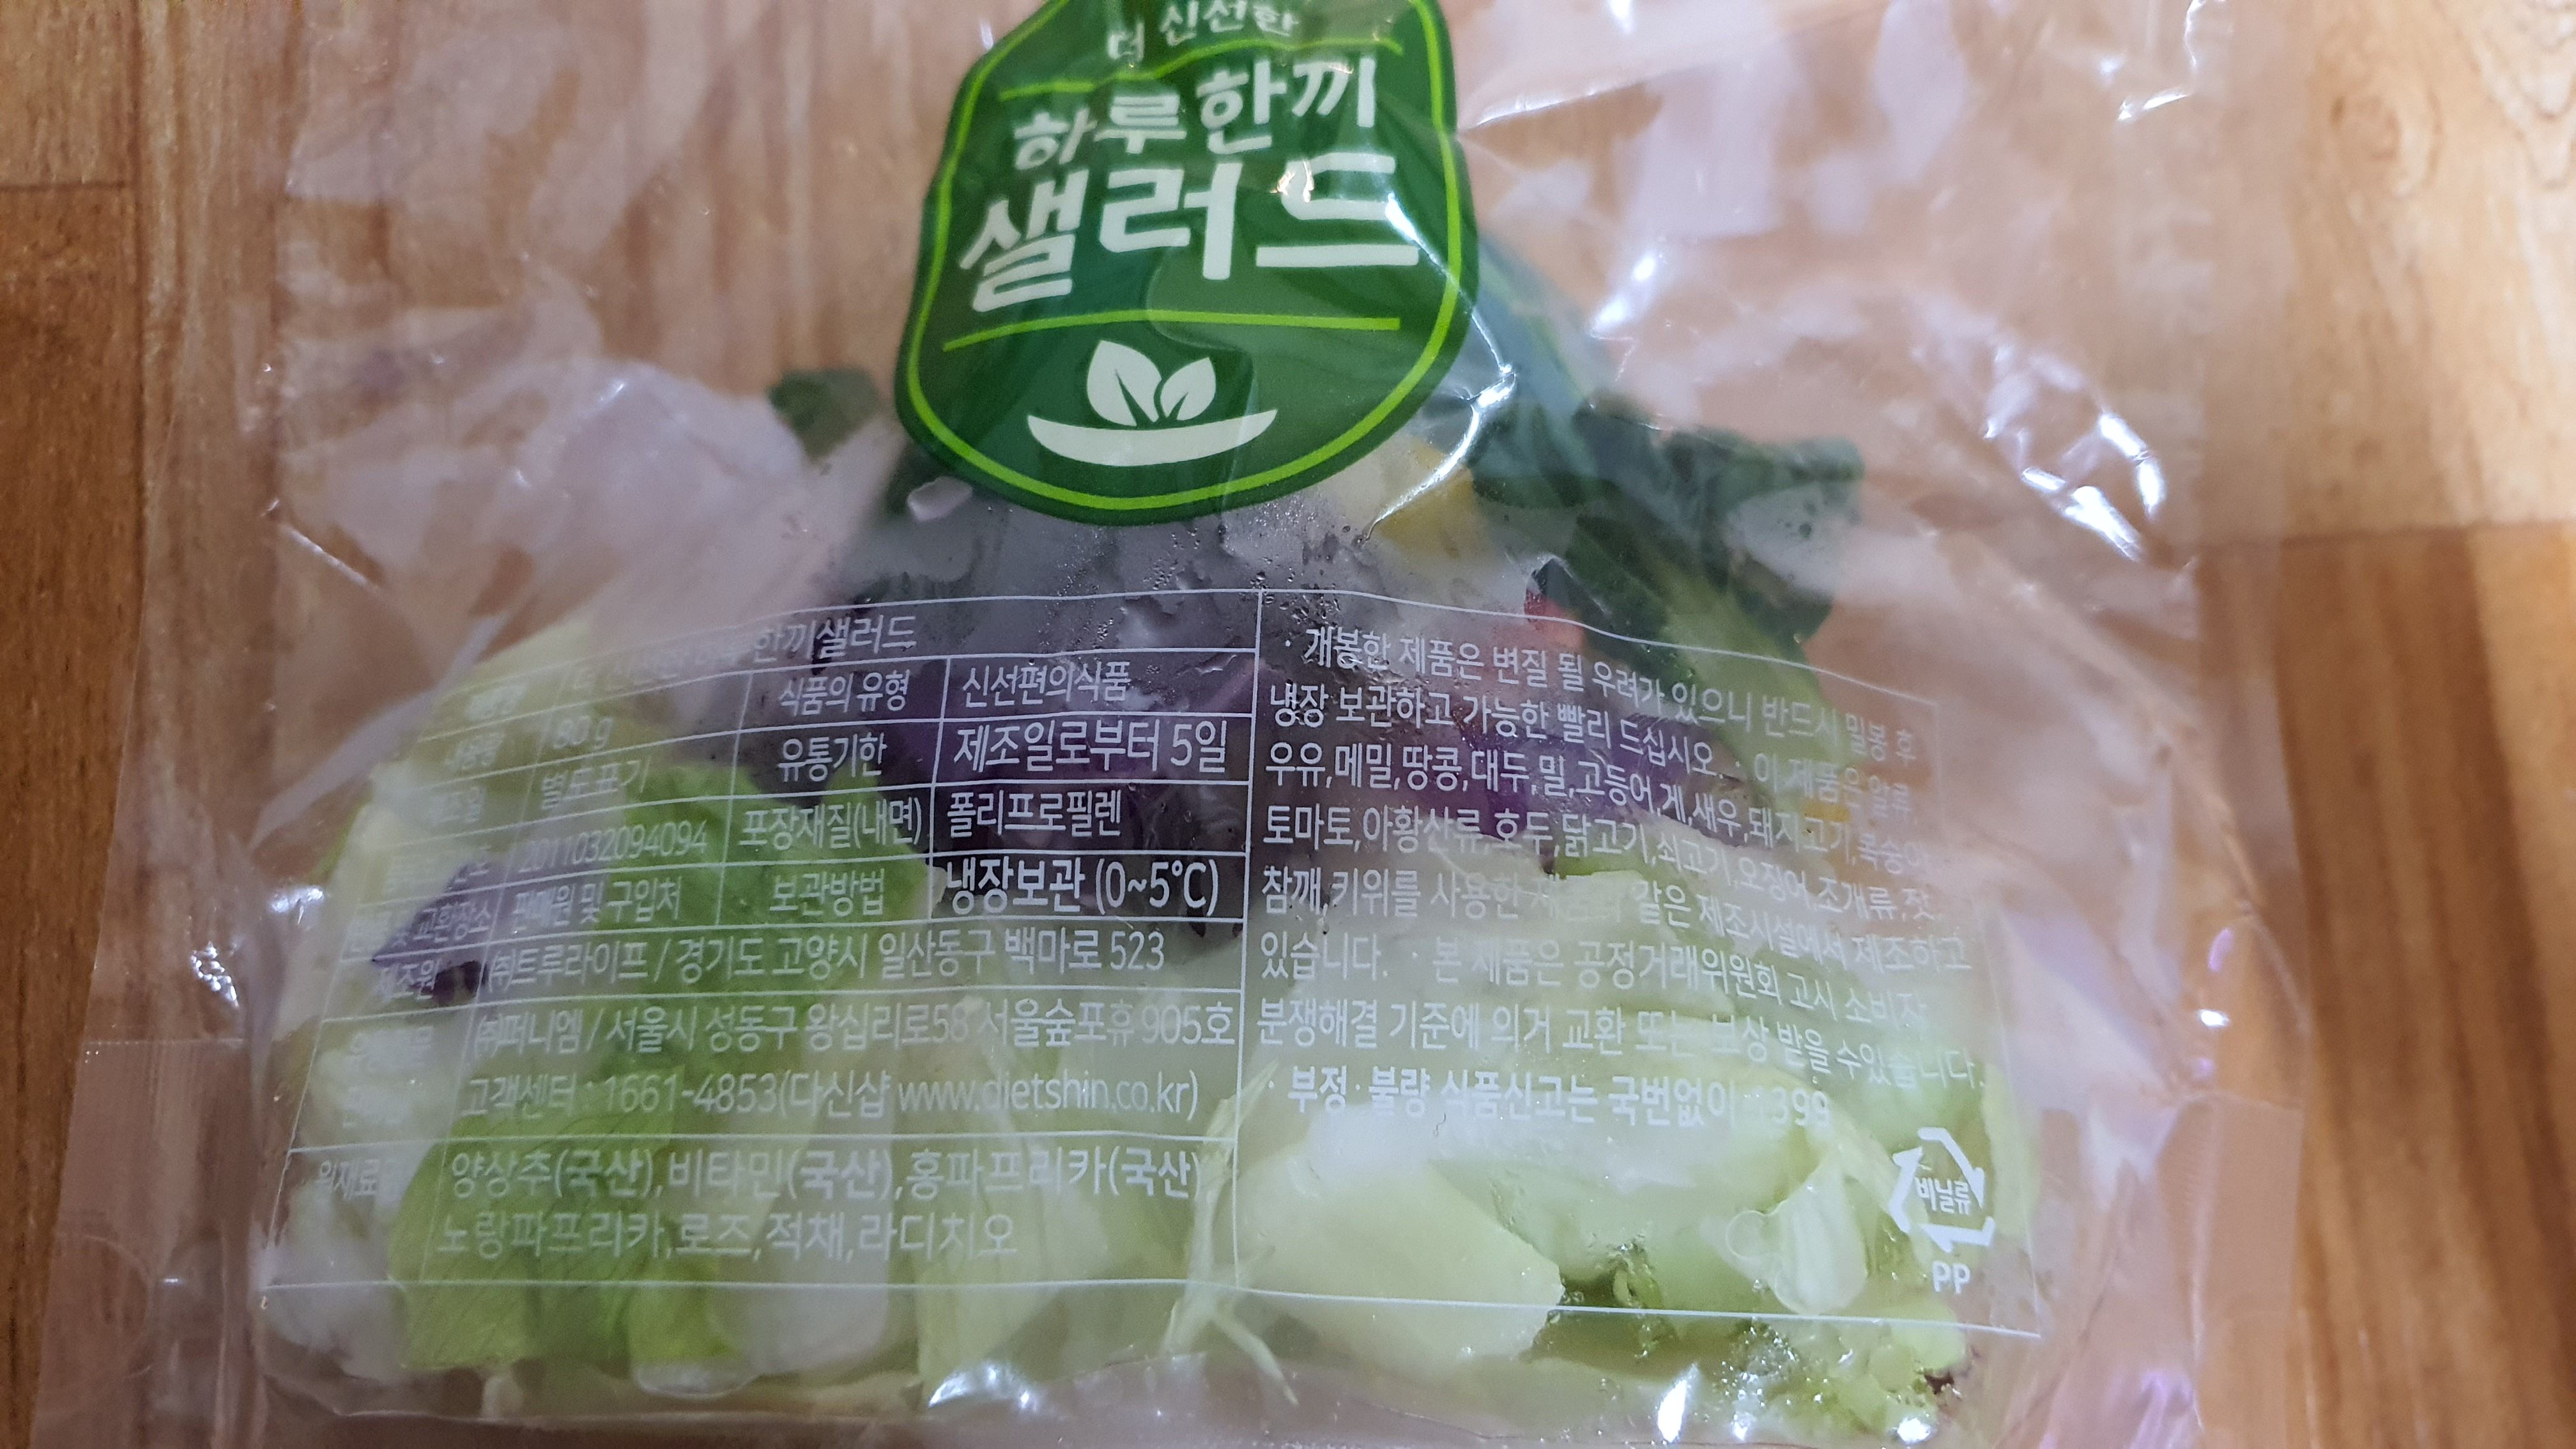 더 신선한
하루한끼
샐러드
한끼샐러드
80g 식품의 유형 신선편의식품
별도표기 유통기한 제조일로부터 5일
2011032094094 포장재질(내면) 폴리프로필렌
교환장소 판매원 및 구입처 보관방법 냉장보관 (0~5℃)
제조원 ㈜트루라이프 / 경기도 고양시 일산동구 백마로 523
㈜퍼니엠 / 서울시 성동구 왕십리로58 서울숲포휴 905호
고객센터 : 1661-4853(다신샵 www.dietshin.co.kr)
원재료 양상추(국산),비타민(국산),홍파프리카(국산)
노랑파프리카,로즈,적채,라디치오
· 개봉한 제품은 변질 될 우려가 있으니 반드시 밀봉 후
냉장 보관하고 가능한 빨리 드십시오. · 이 제품은 알류,
우유,메밀,땅콩,대두,밀,고등어,게,새우,돼지고기,복숭아,
토마토,아황산류,호두,닭고기,쇠고기,오징어,조개류,잣,
참깨,키위를 사용한 같은 제조시설에서 제조하고
있습니다. · 본 제품은 공정거래위원회 고시 소비자
분쟁해결 기준에 의거 교환 또는 보상 받을 수있습니다.
· 부정·불량 식품신고는 국번없이 1399
비닐류
PP